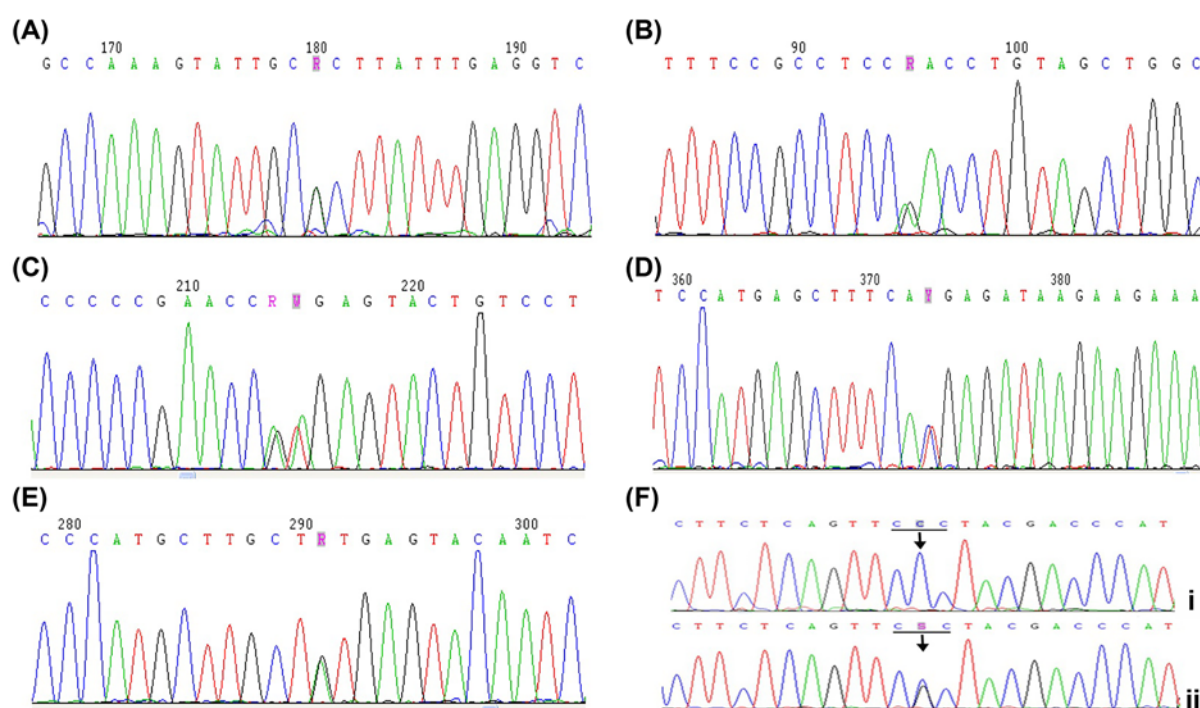 (A)
170 180 190
G C C A A A G T A T T G C R C T T A T T T G A G G T C
(B)
90 100
T T T C C G C C T C C R A C C T G T A G C T G G C
(C)
210 220
C C C C C G A A C C R W G A G T A C T G T C C T
(D)
360 370 380
T C C A T G A G C T T T C A Y G A G A T A A G A A G A A A
(E)
280 290 300
C C C A T G C T T G C T R T G A G T A C A A T C
(F)
C T T C T C A G T T C C C T A C G A C C C A T
i
C T T C T C A G T T C S C T A C G A C C C A T
ii